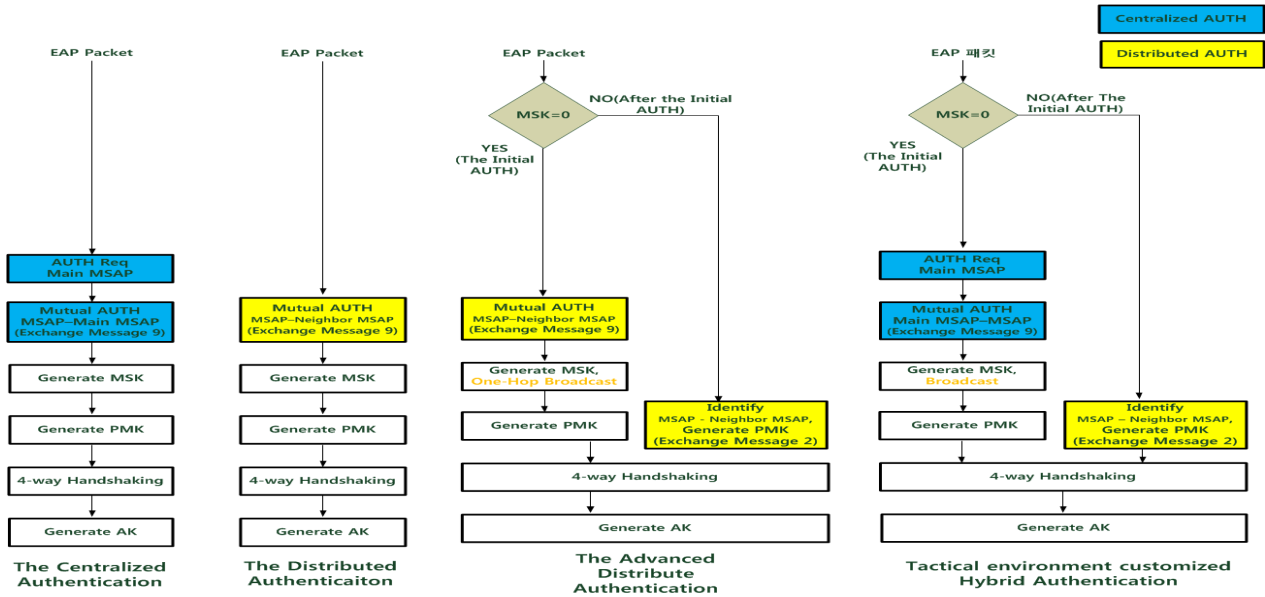 Centralized AUTH
Distributed AUTH
EAP Packet
AUTH Req
Main MSAP
Mutual AUTH
MSAP–Main MSAP
(Exchange Message 9)
Generate MSK
Generate PMK
4-way Handshaking
Generate AK
The Centralized
Authentication
EAP Packet
Mutual AUTH
MSAP–Neighbor MSAP
(Exchange Message 9)
Generate MSK
Generate PMK
4-way Handshaking
Generate AK
The Distributed
Authenticaiton
EAP Packet
MSK=0
NO(After the Initial
AUTH)
YES
(The Initial
AUTH)
Mutual AUTH
MSAP–Neighbor MSAP
(Exchange Message 9)
Generate MSK,
One-Hop Broadcast
Generate PMK
Identify
MSAP - Neighbor MSAP,
Generate PMK
(Exchange Message 2)
4-way Handshaking
Generate AK
The Advanced
Distribute
Authentication
EAP 패킷
MSK=0
NO(After The
Initial AUTH)
YES
(The Initial
AUTH)
AUTH Req
Main MSAP
Mutual AUTH
Main MSAP–MSAP
(Exchange Message 9)
Generate MSK,
Broadcast
Generate PMK
Identify
MSAP – Neighbor MSAP,
Generate PMK
(Exchange Message 2)
4-way Handshaking
Generate AK
Tactical environment customized
Hybrid Authentication